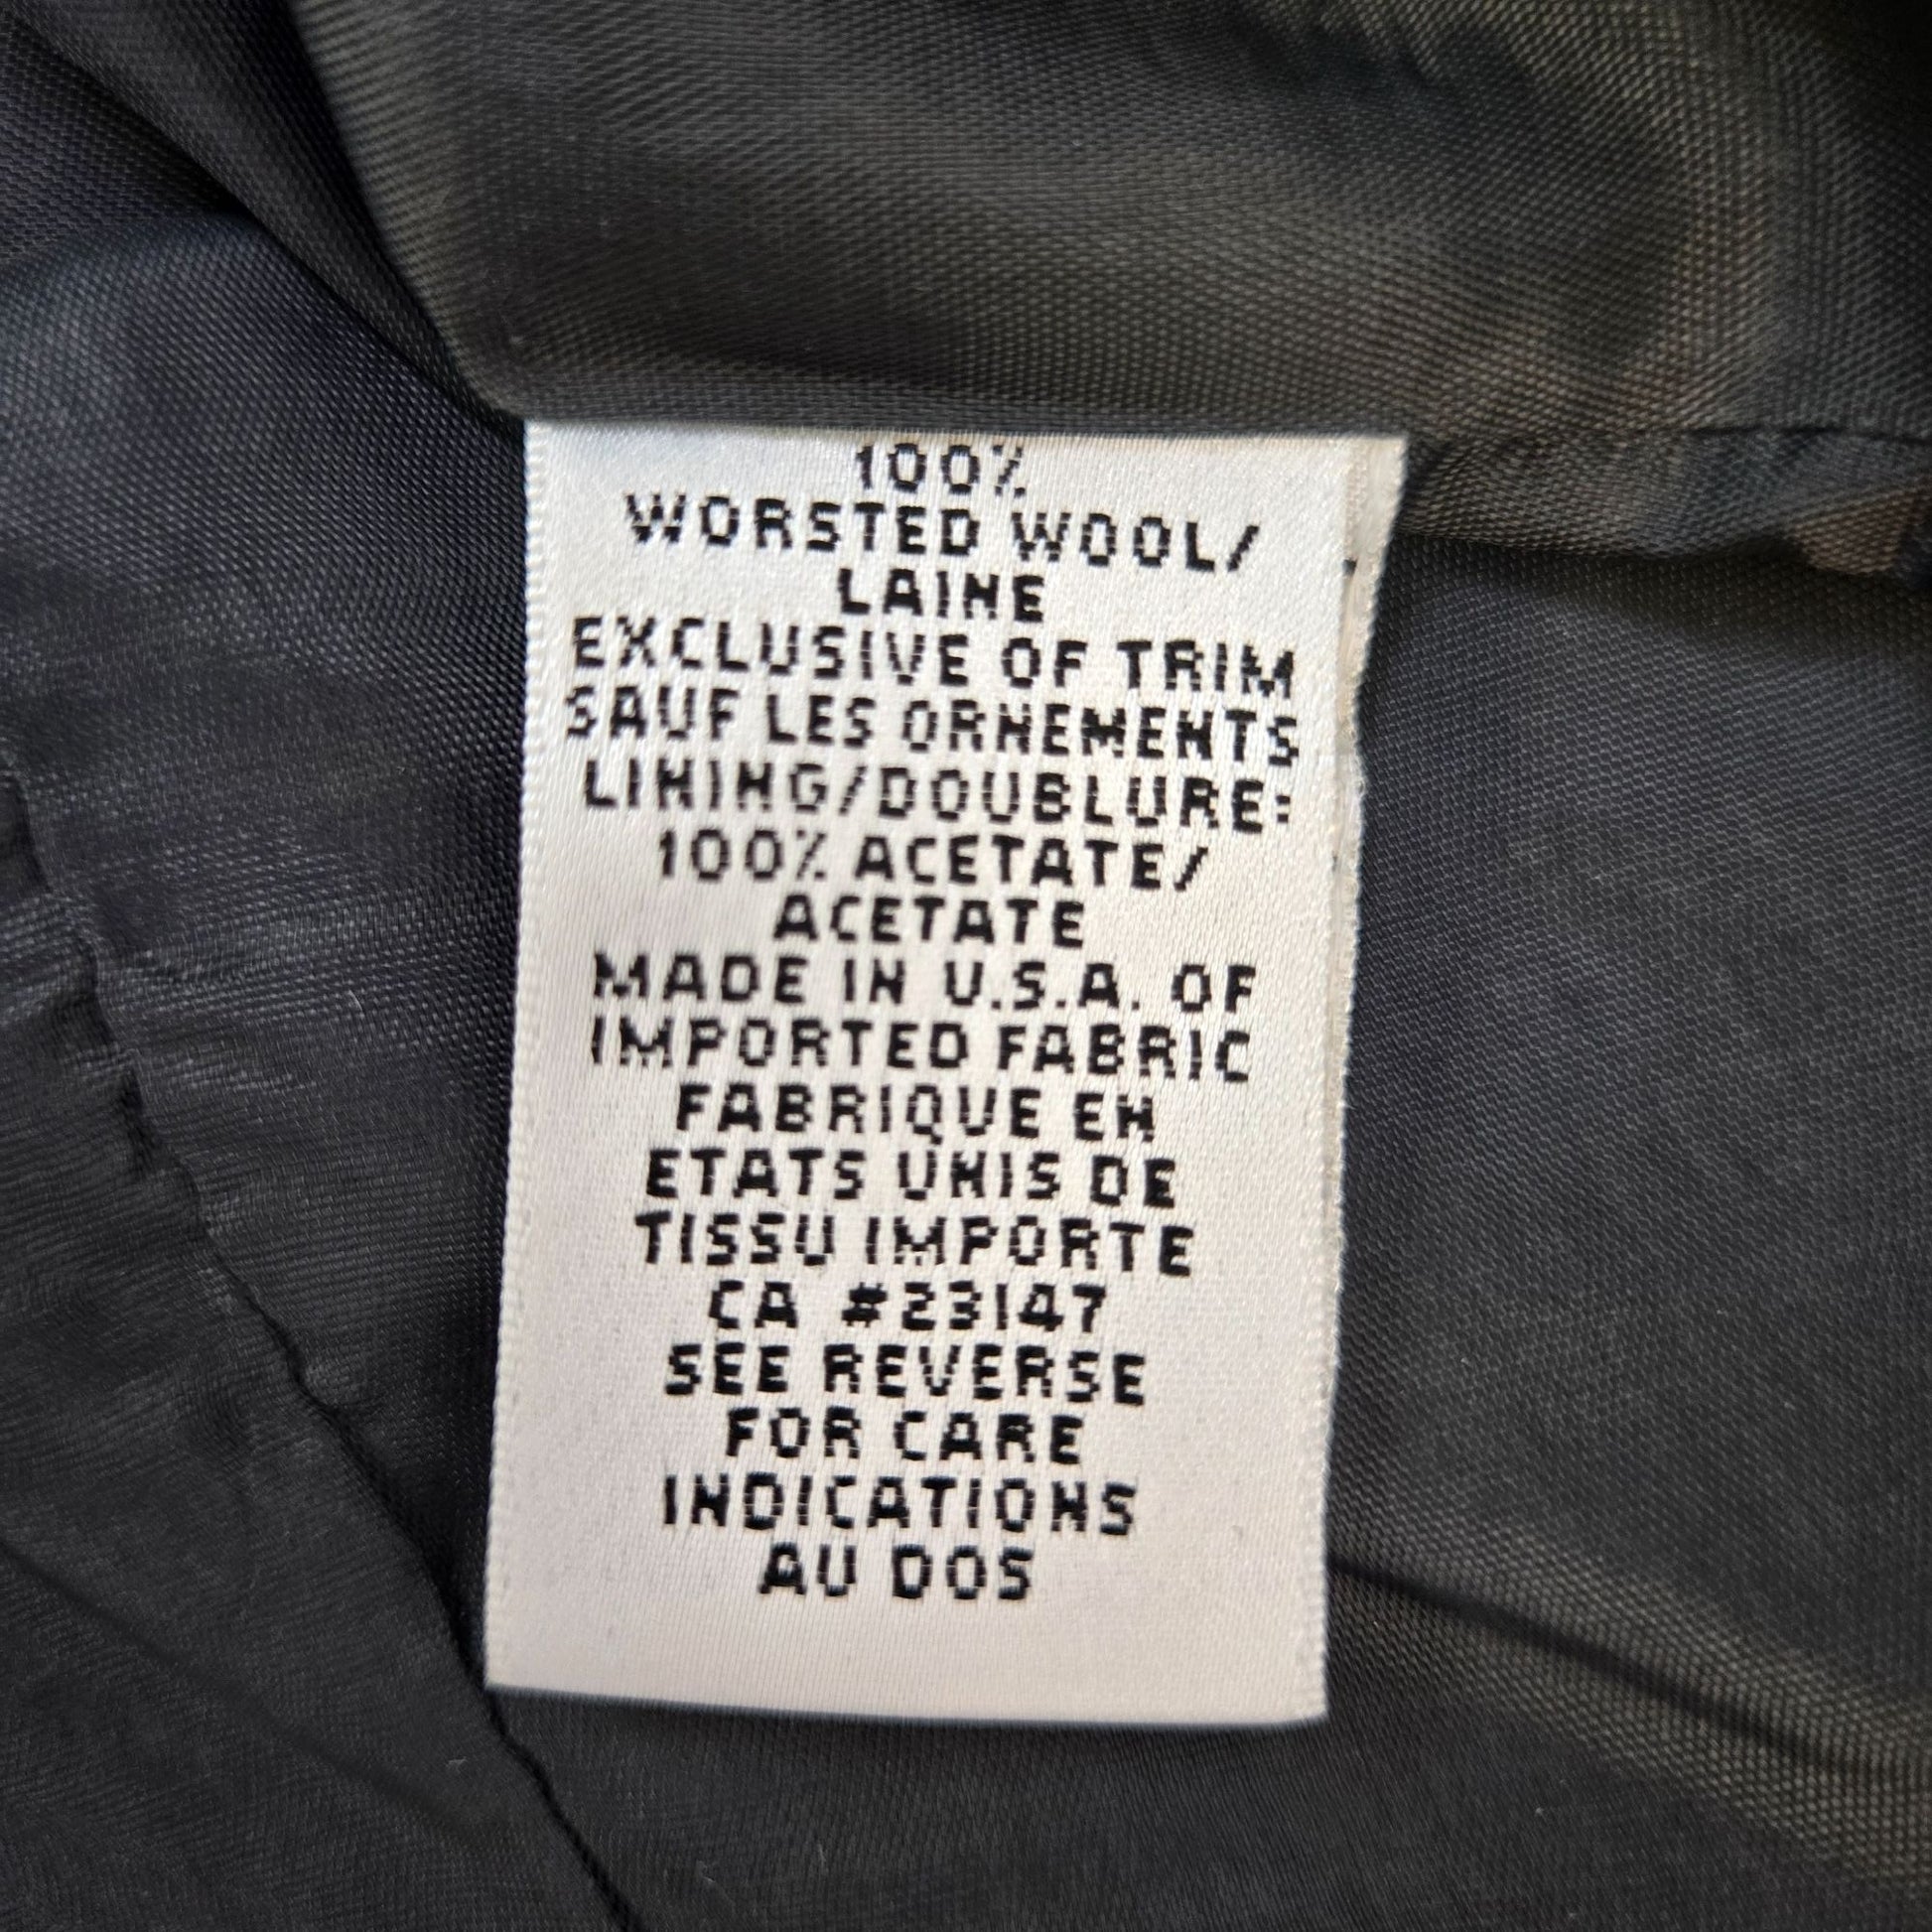 100%
WORSTED WOOL/
LAINE
EXCLUSIVE OF TRIM
SAUF LES ORNEMENTS
LINING/DOUBLURE:
100% ACETATE/
ACETATE
MADE IN U.S.A. OF
IMPORTED FABRIC
FABRIQUE EN
ETATS UNIS DE
TISSU IMPORTE
CA #23147
SEE REVERSE
FOR CARE
INDICATIONS
AU DOS